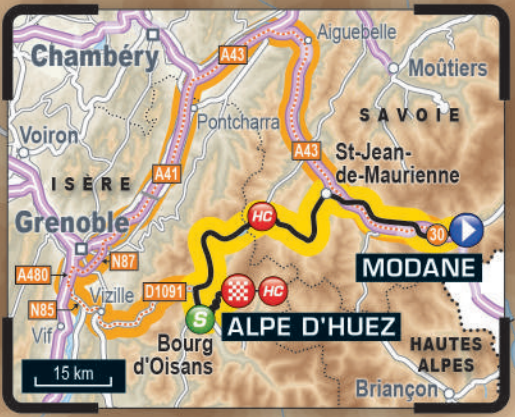 Aiguebelle
A43
Chambéry
Moûtiers
Pontcharra
SAVOIE
Voiron
A43
St-Jean-
de-Maurienne
A41
ISÈRE
HC
Grenoble
30
N87
MODANE
A480
D1091
HC
N85
Vizille
S
ALPE D'HUEZ
Vif
Bourg
d'Oisans
HAUTES
ALPES
15 km
Briançon